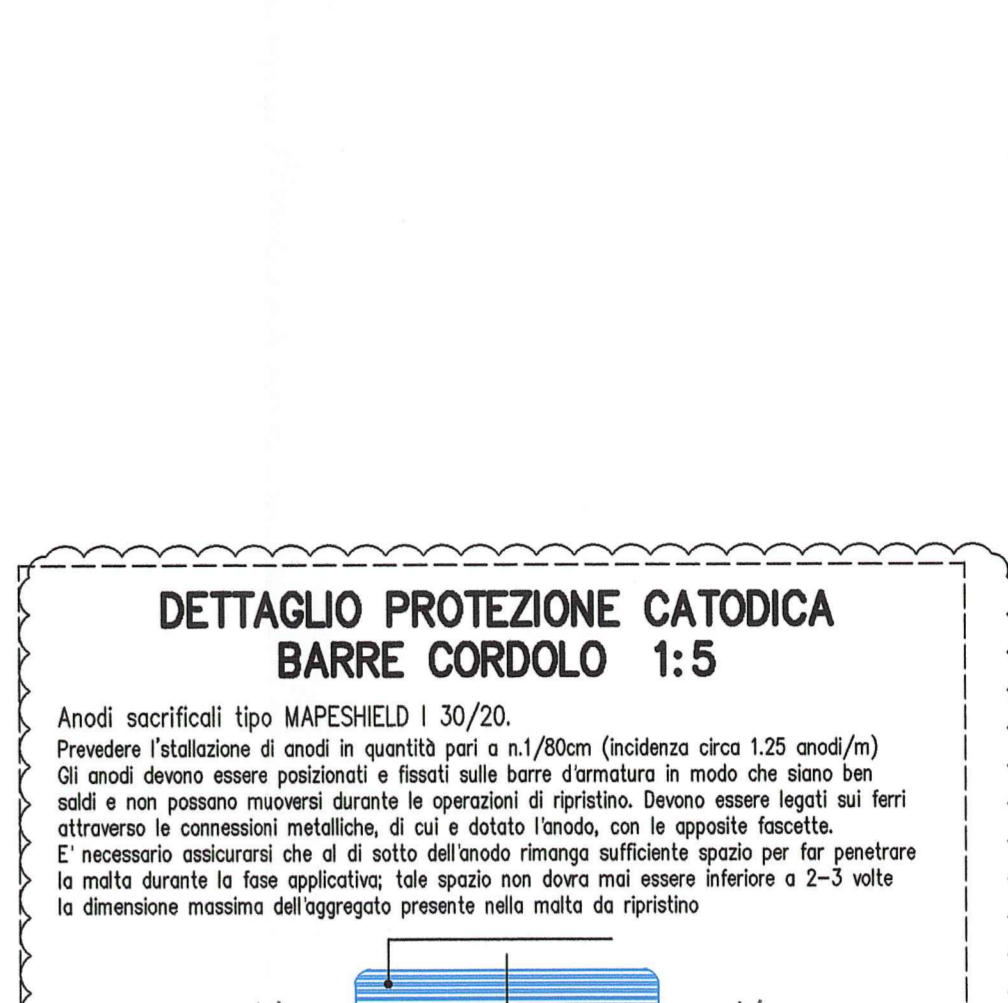 DETTAGLIO PROTEZIONE CATODICA
BARRE CORDOLO 1:5
Anodi sacrificali tipo MAPESHIELD I 30/20.
Prevedere l'stallazione di anodi in quantità pari a n.1/80cm (incidenza circa 1.25 anodi/m)
Gli anodi devono essere posizionati e fissati sulle barre d'armatura in modo che siano ben
saldi e non possano muoversi durante le operazioni di ripristino. Devono essere legati sui ferri
attraverso le connessioni metalliche, di cui e dotato l'anodo, con le apposite fascette.
E' necessario assicurarsi che al di sotto dell'anodo rimanga sufficiente spazio per far penetrare
la malta durante la fase applicativa; tale spazio non dovra mai essere inferiore a 2-3 volte
la dimensione massima dell'aggregato presente nella malta da ripristino